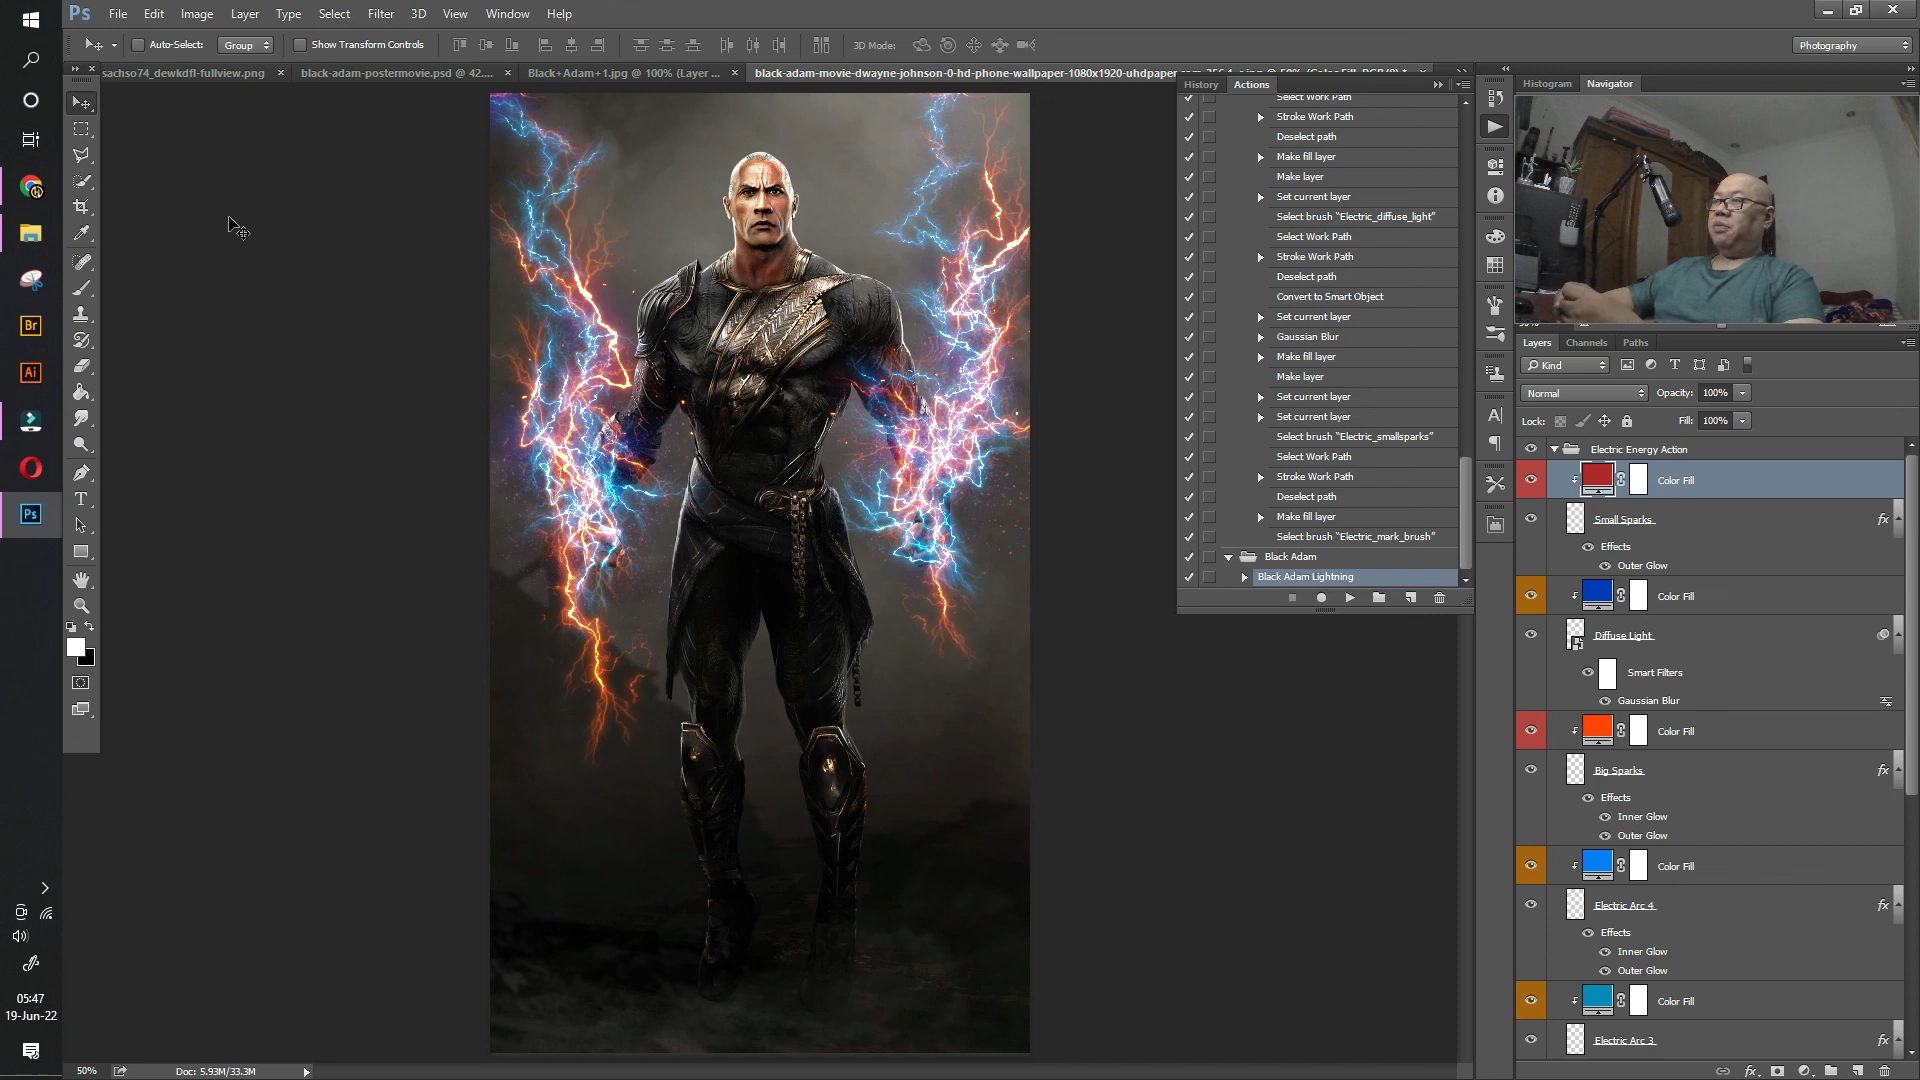 Ps File Edit Image Layer Type Select Filter 3D View Window Help
Auto-Select: Group Show Transform Controls 3D Mode: Photography
sachso74_dewkdfl-fullview.png × black-adam-postermovie.psd @ 42.... × Black+Adam+1.jpg @ 100% (Layer ... × black-adam-movie-dwayne-johnson-0-hd-phone-wallpaper-1080x1920-uhdpaper
History Actions
Select Work Path
Stroke Work Path
Deselect path
Make fill layer
Make layer
Set current layer
Select brush "Electric_diffuse_light"
Select Work Path
Stroke Work Path
Deselect path
Convert to Smart Object
Set current layer
Gaussian Blur
Make fill layer
Make layer
Set current layer
Set current layer
Select brush "Electric_smallsparks"
Select Work Path
Stroke Work Path
Deselect path
Make fill layer
Select brush "Electric_mark_brush"
Black Adam
Black Adam Lightning
Histogram Navigator
Layers Channels Paths
Kind
Normal Opacity: 100%
Lock: Fill: 100%
Electric Energy Action
Color Fill
Small Sparks fx
Effects
Outer Glow
Color Fill
Diffuse Light
Smart Filters
Gaussian Blur
Color Fill
Big Sparks fx
Effects
Inner Glow
Outer Glow
Color Fill
Electric Arc 4 fx
Effects
Inner Glow
Outer Glow
Color Fill
Electric Arc 3 fx
Br
Ai
Ps
05:47
19-Jun-22
50% Doc: 5.93M/33.3M